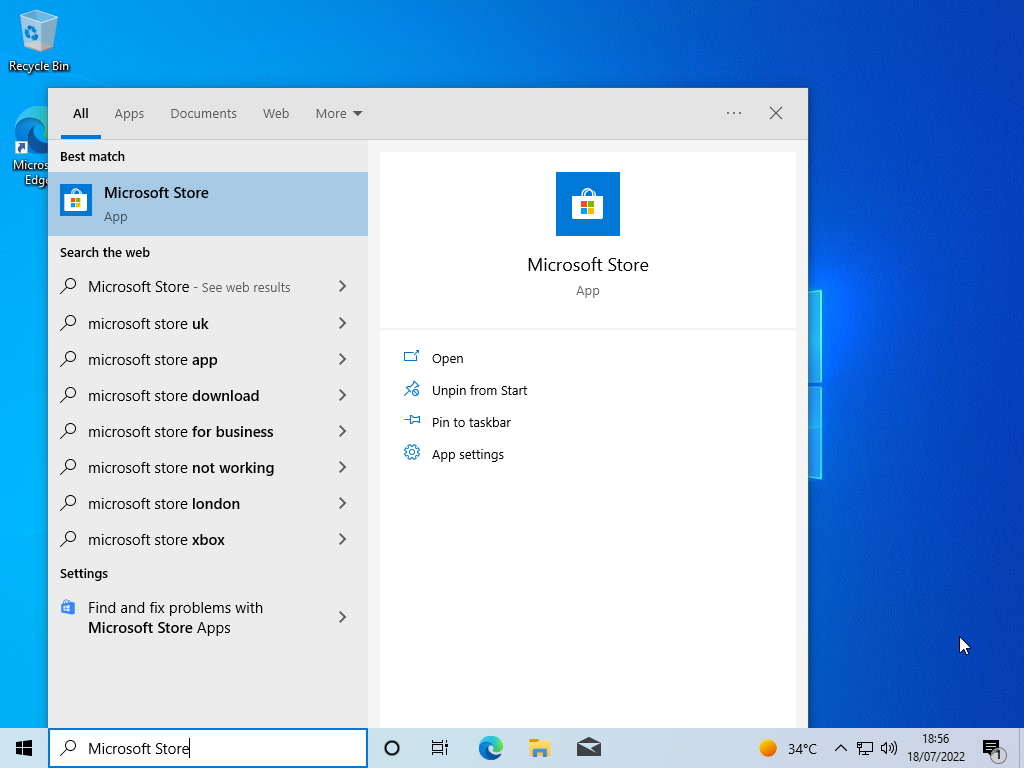 Recycle Bin
Micros
Edge
All Apps Documents Web More
Best match
Microsoft Store
App
Search the web
Microsoft Store - See web results
microsoft store uk
microsoft store app
microsoft store download
microsoft store for business
microsoft store not working
microsoft store london
microsoft store xbox
Settings
Find and fix problems with
Microsoft Store Apps
Microsoft Store
App
Open
Unpin from Start
Pin to taskbar
App settings
Microsoft Store
34°C
18:56
18/07/2022
1